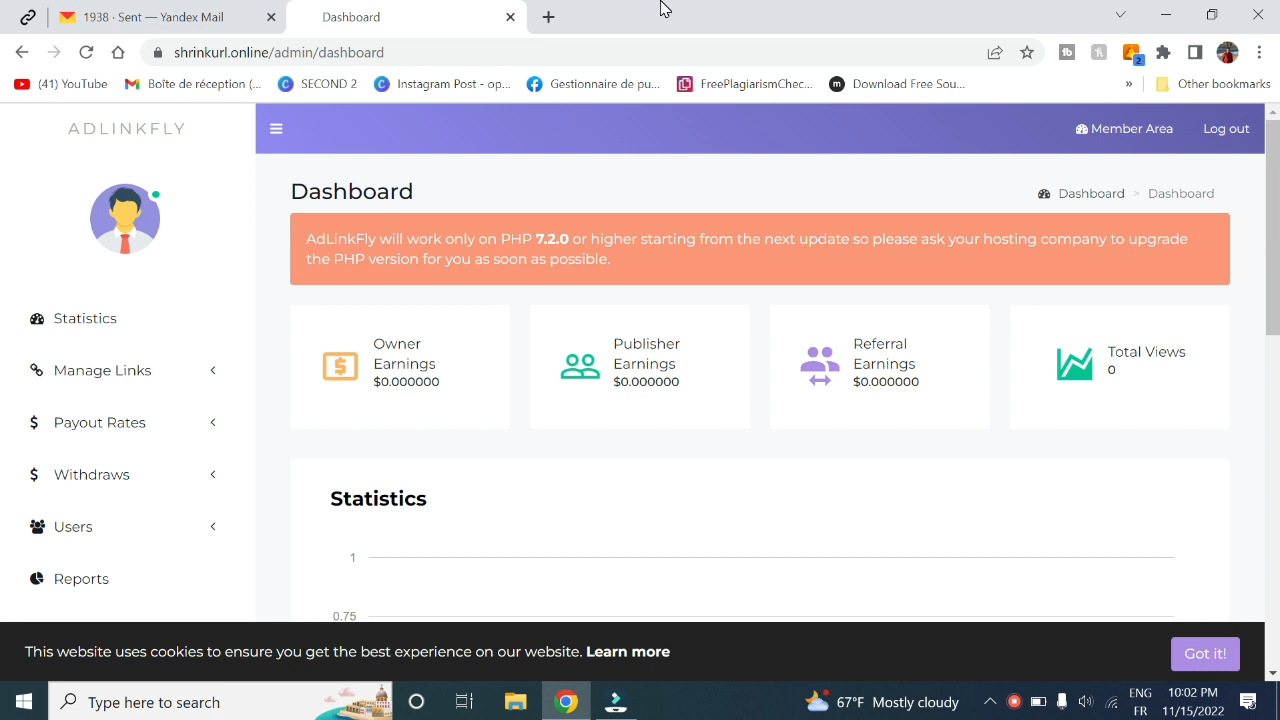 1938 · Sent — Yandex Mail
Dashboard
shrinkurl.online/admin/dashboard
tb
2
(41) YouTube
Boîte de réception (...
SECOND 2
Instagram Post - op...
Gestionnaire de pu...
FreePlagiarismChec...
Download Free Sou...
»
Other bookmarks
ADLINKFLY
Member Area
Log out
Dashboard
Dashboard > Dashboard
AdLinkFly will work only on PHP 7.2.0 or higher starting from the next update so please ask your hosting company to upgrade
the PHP version for you as soon as possible.
Owner
Earnings
$0.000000
Publisher
Earnings
$0.000000
Referral
Earnings
$0.000000
Total Views
0
Statistics
Manage Links
Payout Rates
Withdraws
Users
Reports
Statistics
1
0.75
This website uses cookies to ensure you get the best experience on our website. Learn more
Got it!
Type here to search
67°F Mostly cloudy
ENG
FR
10:02 PM
11/15/2022